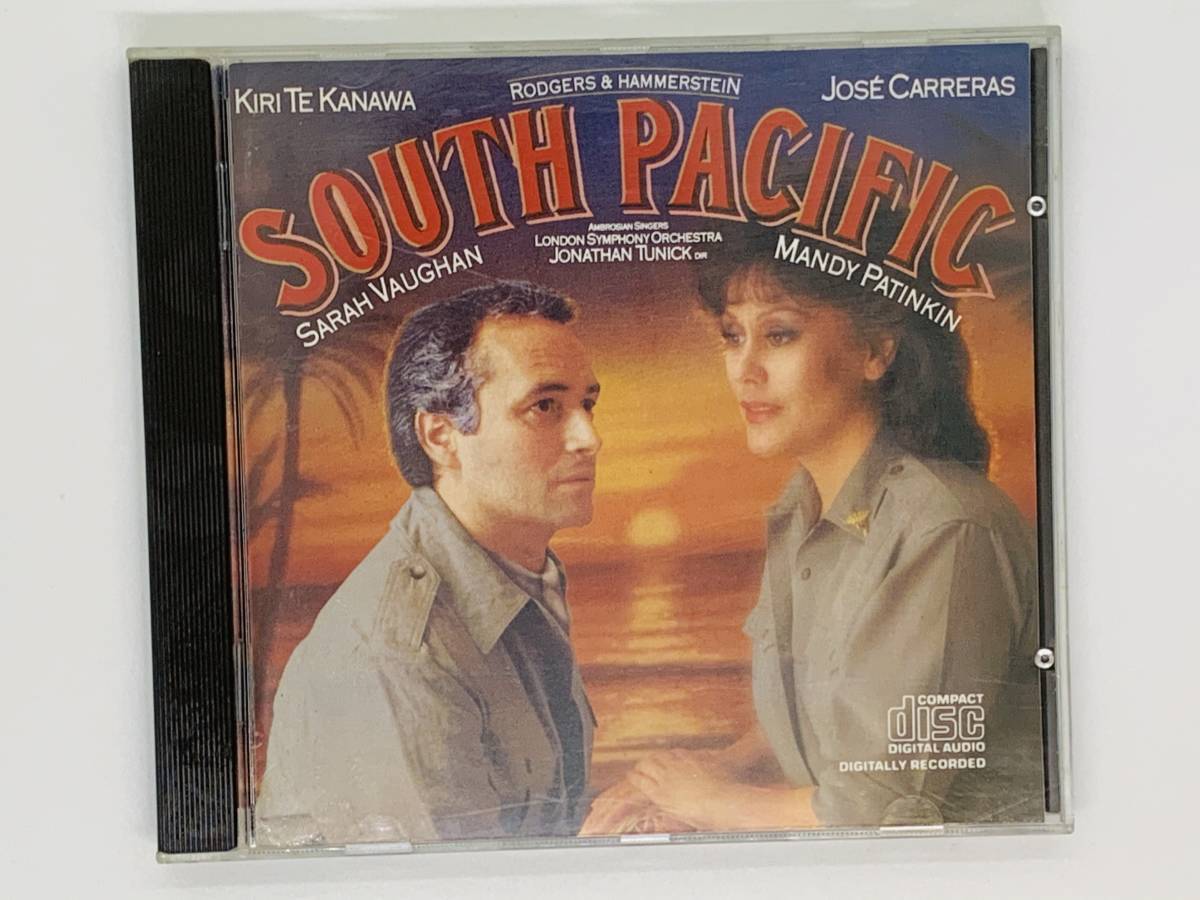 KIRI TE KANAWA
RODGERS & HAMMERSTEIN
JOSÉ CARRERAS
SOUTH PACIFIC
SARAH VAUGHAN
AMBROSIAN SINGERS
LONDON SYMPHONY ORCHESTRA
JONATHAN TUNICK DIR
MANDY PATINKIN
COMPACT
disc
DIGITAL AUDIO
DIGITALLY RECORDED